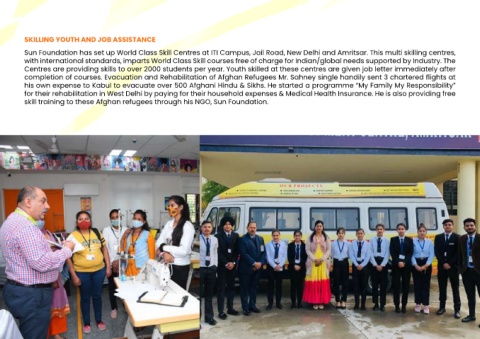 SKILLING YOUTH AND JOB ASSISTANCE
Sun Foundation has set up World Class Skill Centres at ITI Campus, Jail Road, New Delhi and Amritsar. This multi skilling centres,
with international standards, imparts World Class Skill courses free of charge for Indian/global needs supported by Industry. The
Centres are providing skills to over 2000 students per year. Youth skilled at these centres are given job letter immediately after
completion of courses. Evacuation and Rehabilitation of Afghan Refugees Mr. Sahney single handily sent 3 chartered flights at
his own expense to Kabul to evacuate over 500 Afghani Hindu & Sikhs. He started a programme “My Family My Responsibility”
for their rehabilitation in West Delhi by paying for their household expenses & Medical Health Insurance. He is also providing free
skill training to these Afghan refugees through his NGO, Sun Foundation.
OUR PROJECTS